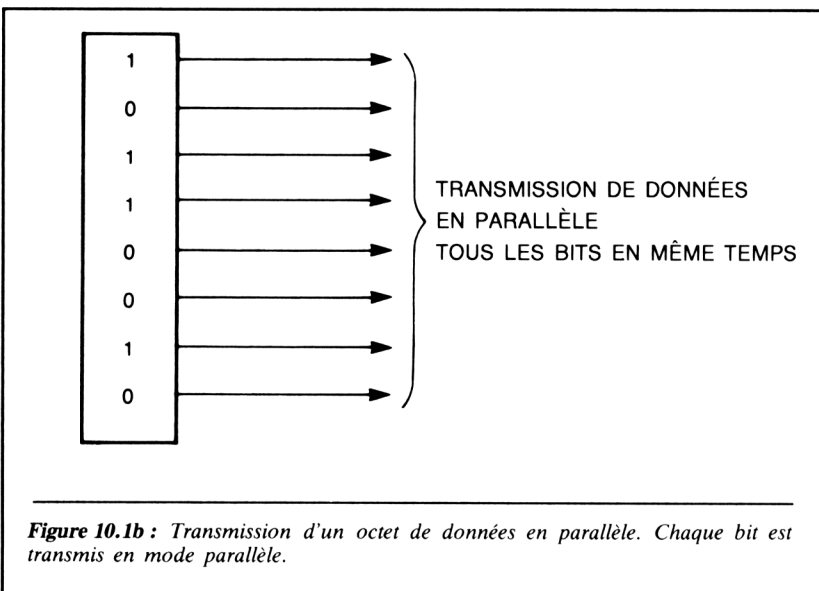 1
0
1
1
0
0
1
0
TRANSMISSION DE DONNÉES
EN PARALLÈLE
TOUS LES BITS EN MÊME TEMPS
Figure 10.1b : Transmission d'un octet de données en parallèle. Chaque bit est
transmis en mode parallèle.